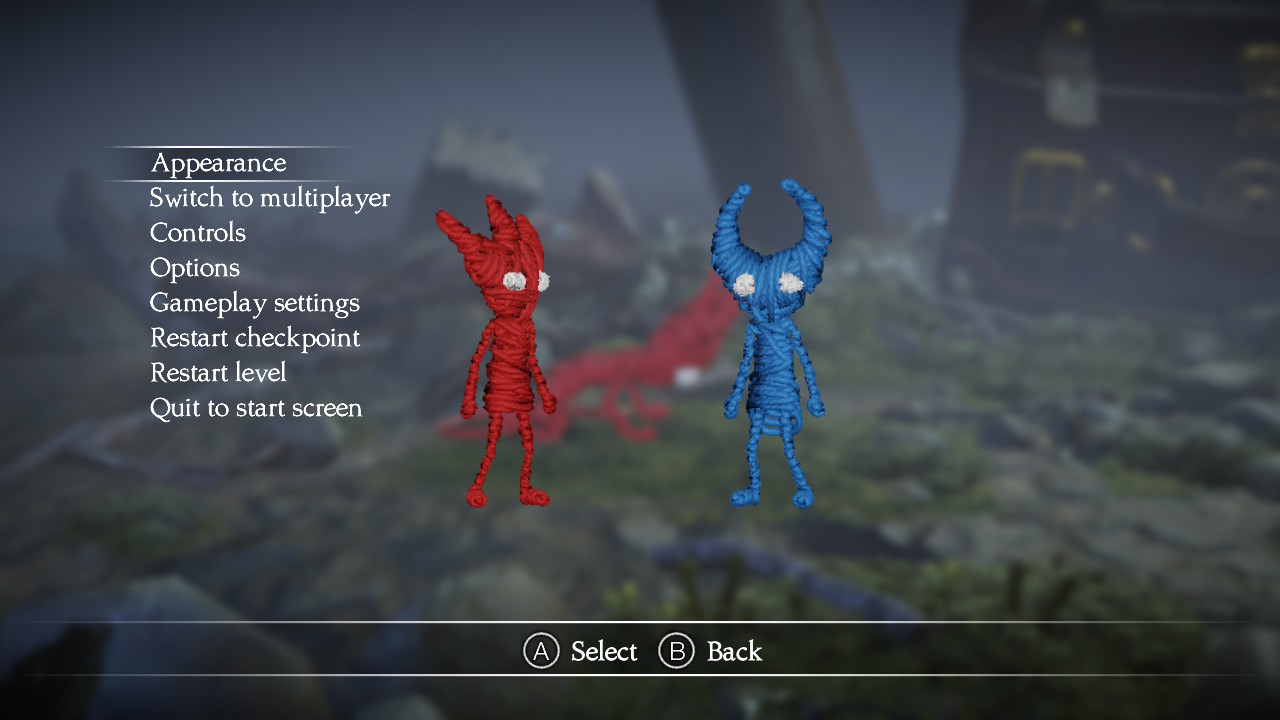 Appearance
Switch to multiplayer
Controls
Options
Gameplay settings
Restart checkpoint
Restart level
Quit to start screen
A Select B Back